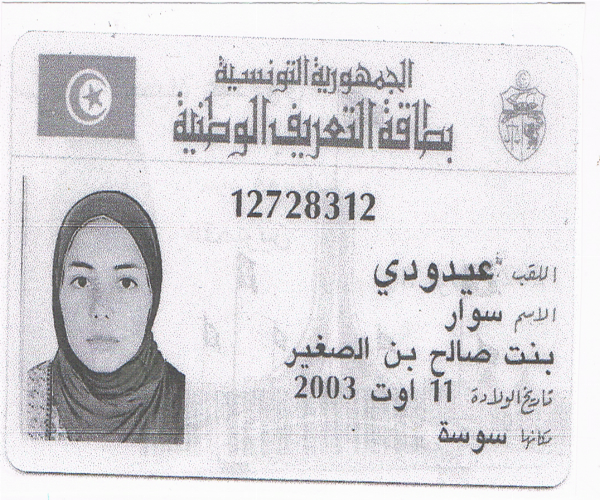 الجمهورية التونسية
بطاقة التعريف الوطنية
12728312
اللقب عيدودي
الاسم سوار
بنت صالح بن الصغير
تاريخ الولادة 11 اوت 2003
مكانها سوسة